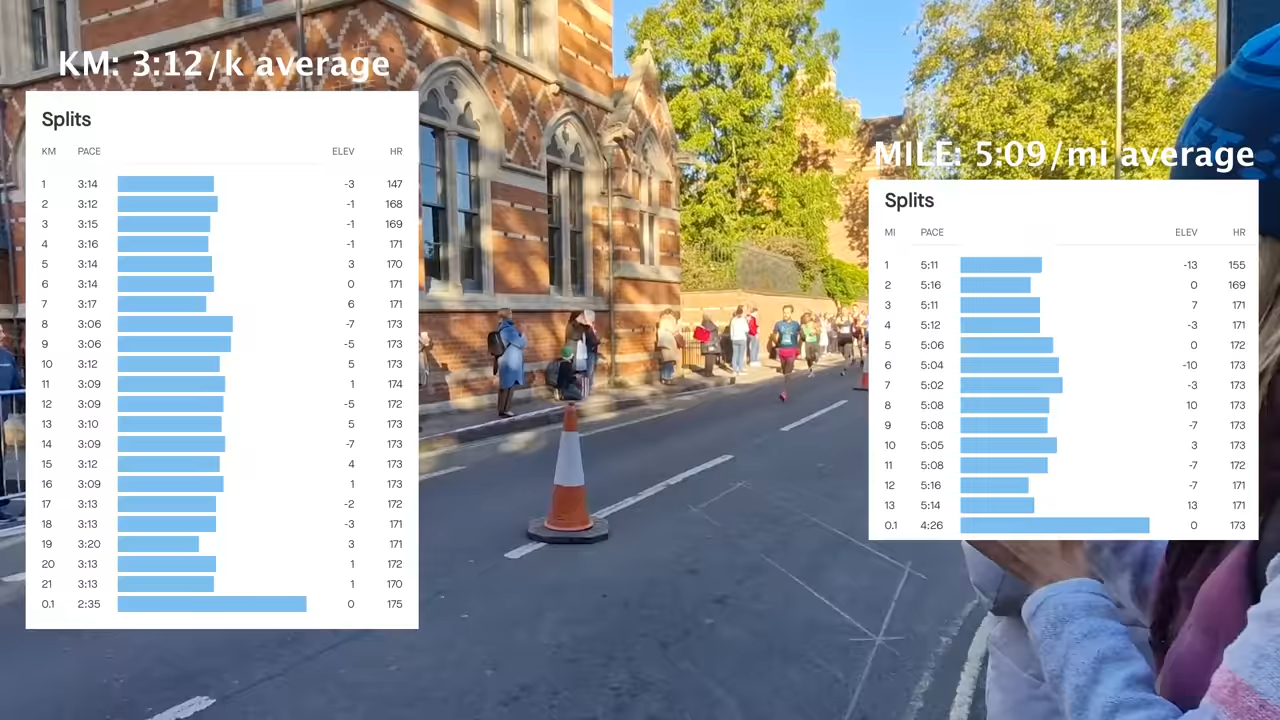 KM: 3:12/k average
Splits
KM PACE ELEV HR
1 3:14 -3 147
2 3:12 -1 168
3 3:15 -1 169
4 3:16 -1 171
5 3:14 3 170
6 3:14 0 171
7 3:17 6 171
8 3:06 -7 173
9 3:06 -5 173
10 3:12 5 173
11 3:09 1 174
12 3:09 -5 172
13 3:10 5 173
14 3:09 -7 173
15 3:12 4 173
16 3:09 1 173
17 3:13 -2 172
18 3:13 -3 171
19 3:20 3 171
20 3:13 1 172
21 3:13 1 170
0.1 2:35 0 175
MILE: 5:09/mi average
Splits
MI PACE ELEV HR
1 5:11 -13 155
2 5:16 0 169
3 5:11 7 171
4 5:12 -3 171
5 5:06 0 172
6 5:04 -10 173
7 5:02 -3 173
8 5:08 10 173
9 5:08 -7 173
10 5:05 3 173
11 5:08 -7 172
12 5:16 -7 171
13 5:14 13 171
0.1 4:26 0 173